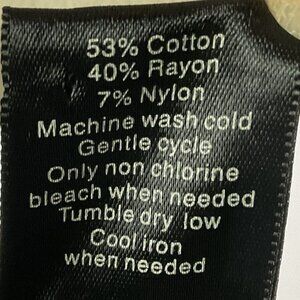 53% Cotton
40% Rayon
7% Nylon
Machine wash cold
Gentle cycle
Only non chlorine
bleach when needed
Tumble dry low
Cool iron
when needed